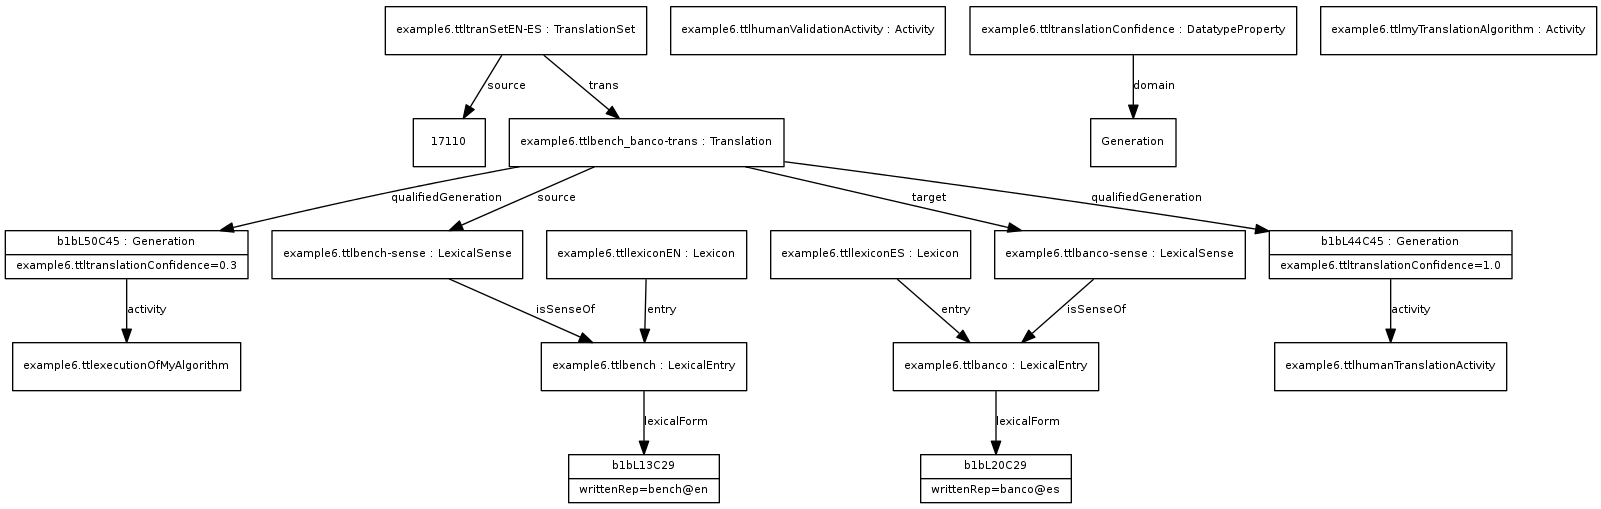 example6.ttltranSetEN-ES : TranslationSet
example6.ttlhumanValidationActivity : Activity
example6.ttltranslationConfidence : DatatypeProperty
example6.ttlmyTranslationAlgorithm : Activity
source
trans
domain
17110
example6.ttlbench_banco-trans : Translation
Generation
qualifiedGeneration
source
target
qualifiedGeneration
b1bL50C45 : Generation
example6.ttltranslationConfidence=0.3
example6.ttlbench-sense : LexicalSense
example6.ttllexiconEN : Lexicon
example6.ttllexiconES : Lexicon
example6.ttlbanco-sense : LexicalSense
b1bL44C45 : Generation
example6.ttltranslationConfidence=1.0
activity
isSenseOf
entry
entry
isSenseOf
activity
example6.ttlexecutionOfMyAlgorithm
example6.ttlbench : LexicalEntry
example6.ttlbanco : LexicalEntry
example6.ttlhumanTranslationActivity
lexicalForm
lexicalForm
b1bL13C29
writtenRep=bench@en
b1bL20C29
writtenRep=banco@es